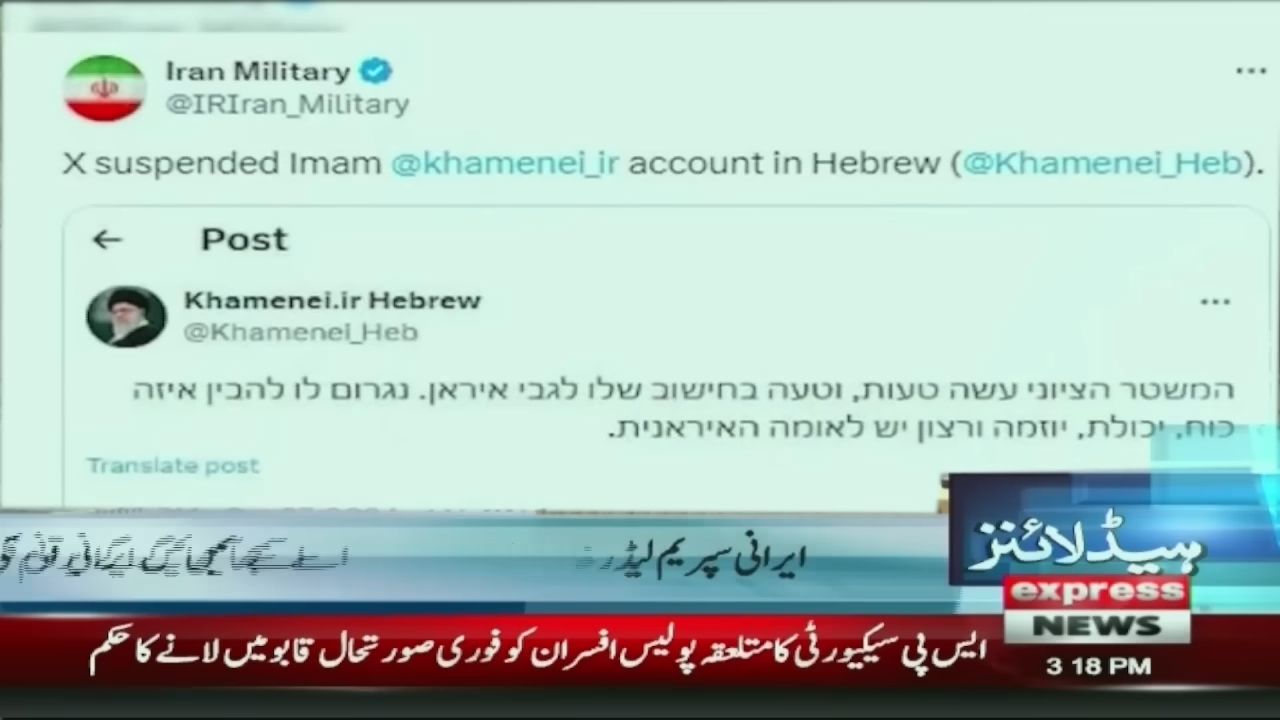 Iran Military
@IRIran_Military
X suspended Imam @khamenei_ir account in Hebrew (@Khamenei_Heb).
Post
Khamenei.ir Hebrew
@Khamenei_Heb
המשטר הציוני עשה טעות, וטעה בחישוב שלו לגבי איראן. נגרום לו להבין איזה
כוח, יכולת, יוזמה ורצון יש לאומה האיראנית.
Translate post
ایرانی سپریم لیڈر
ہیڈلائنز
express
NEWS
3 18 PM
ایس پی سیکیورٹی کا متعلقہ پولیس افسران کو فوری صورتحال قابو میں لانے کا حکم